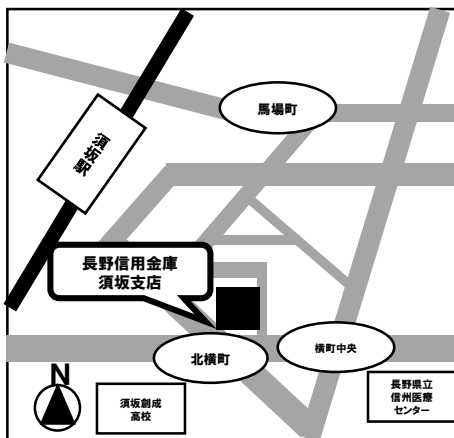 馬場町
須坂駅
長野信用金庫
須坂支店
北横町
横町中央
N
須坂創成
高校
長野県立
信州医療
センター